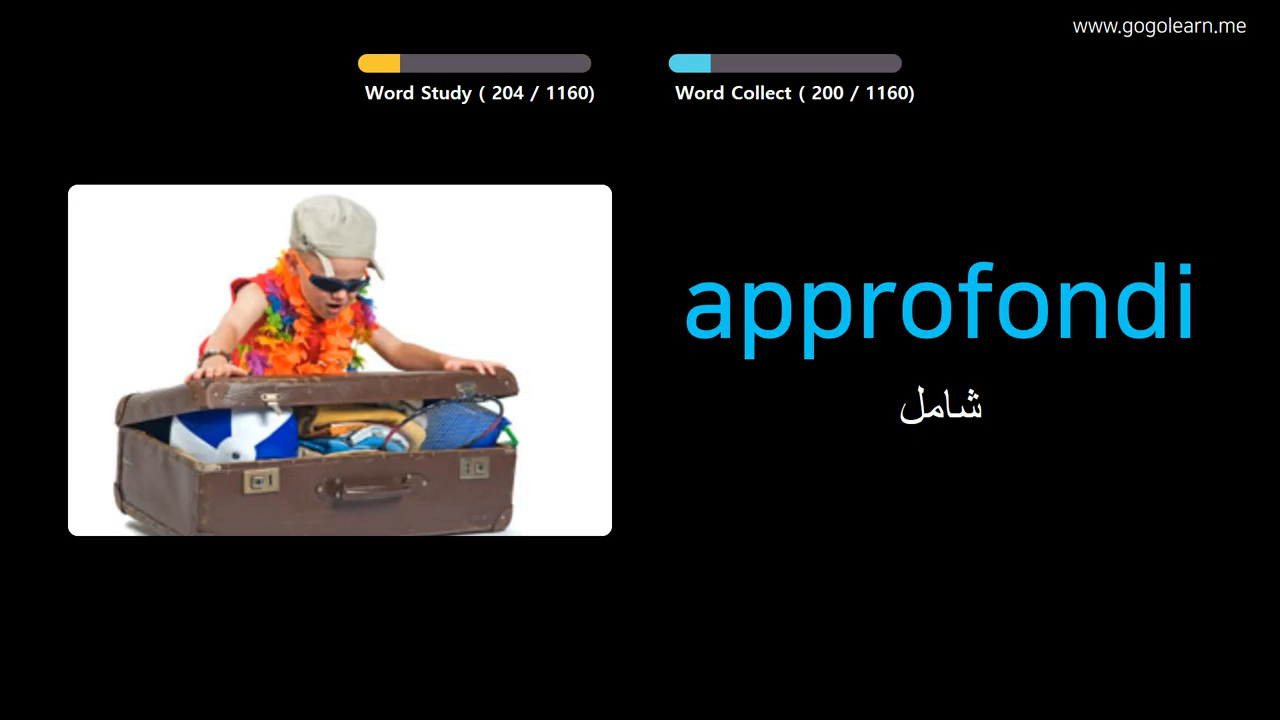 www.gogolearn.me
Word Study ( 204 / 1160)
Word Collect ( 200 / 1160)
approfondi
شامل